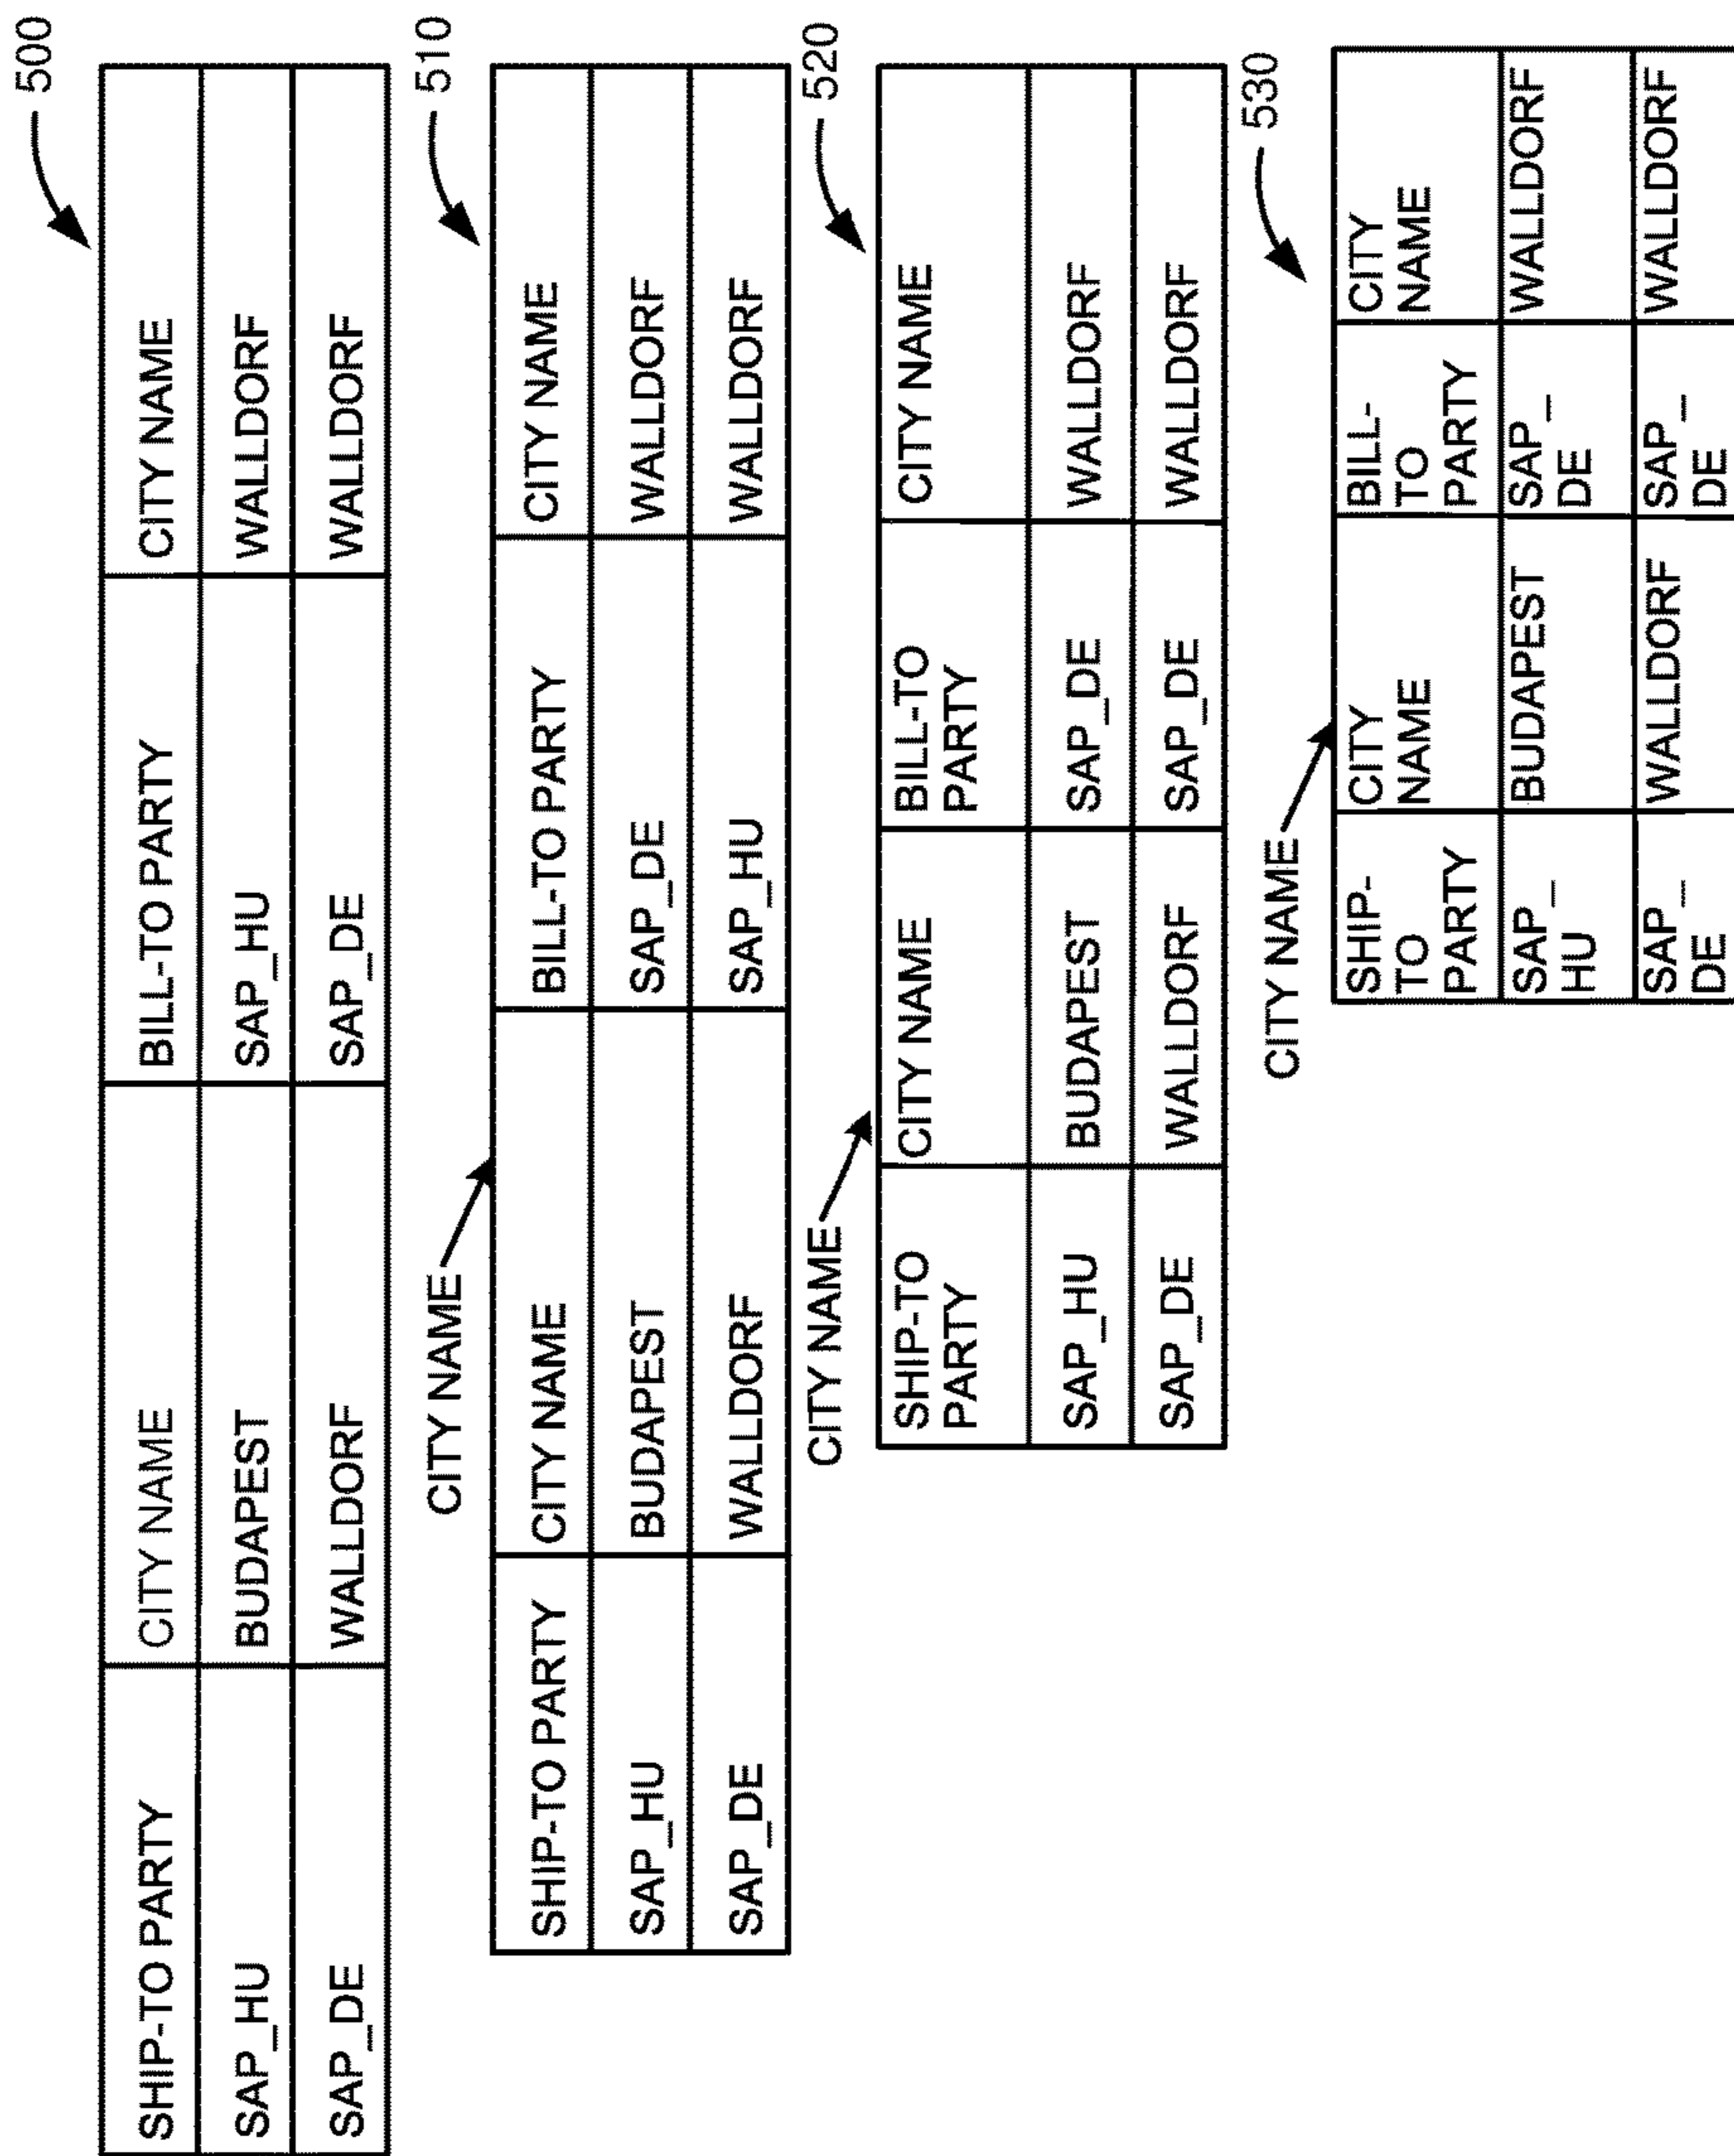 500
SHIP-TO PARTY CITY NAME BILL-TO PARTY CITY NAME
SAP_HU BUDAPEST SAP_HU WALLDORF
SAP_DE WALLDORF SAP_DE WALLDORF
510
CITY NAME
SHIP-TO PARTY CITY NAME BILL-TO PARTY CITY NAME
SAP_HU BUDAPEST SAP_DE WALLDORF
SAP_DE WALLDORF SAP_HU WALLDORF
520
CITY NAME
SHIP-TO
PARTY
CITY NAME
BILL-TO
PARTY
CITY NAME
SAP_HU BUDAPEST SAP_DE WALLDORF
SAP_DE WALLDORF SAP_DE WALLDORF
530
CITY NAME
SHIP-
TO
PARTY
CITY
NAME
BILL-
TO
PARTY
CITY
NAME
SAP_
HU
BUDAPEST
SAP_
DE
WALLDORF
SAP_
DE
WALLDORF
SAP_
DE
WALLDORF